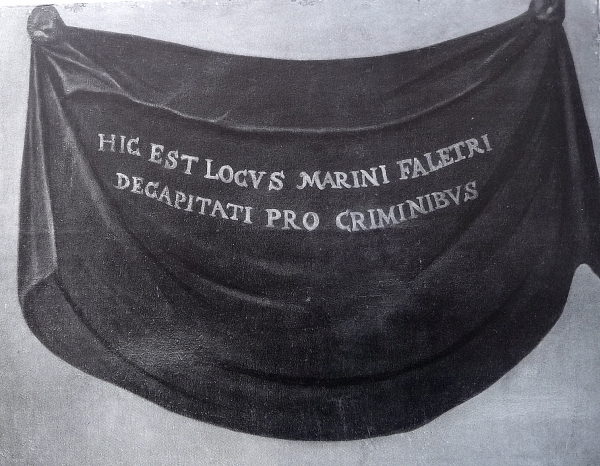 HIC EST LOCVS MARINI FALETRI
DECAPITATI PRO CRIMINIBVS